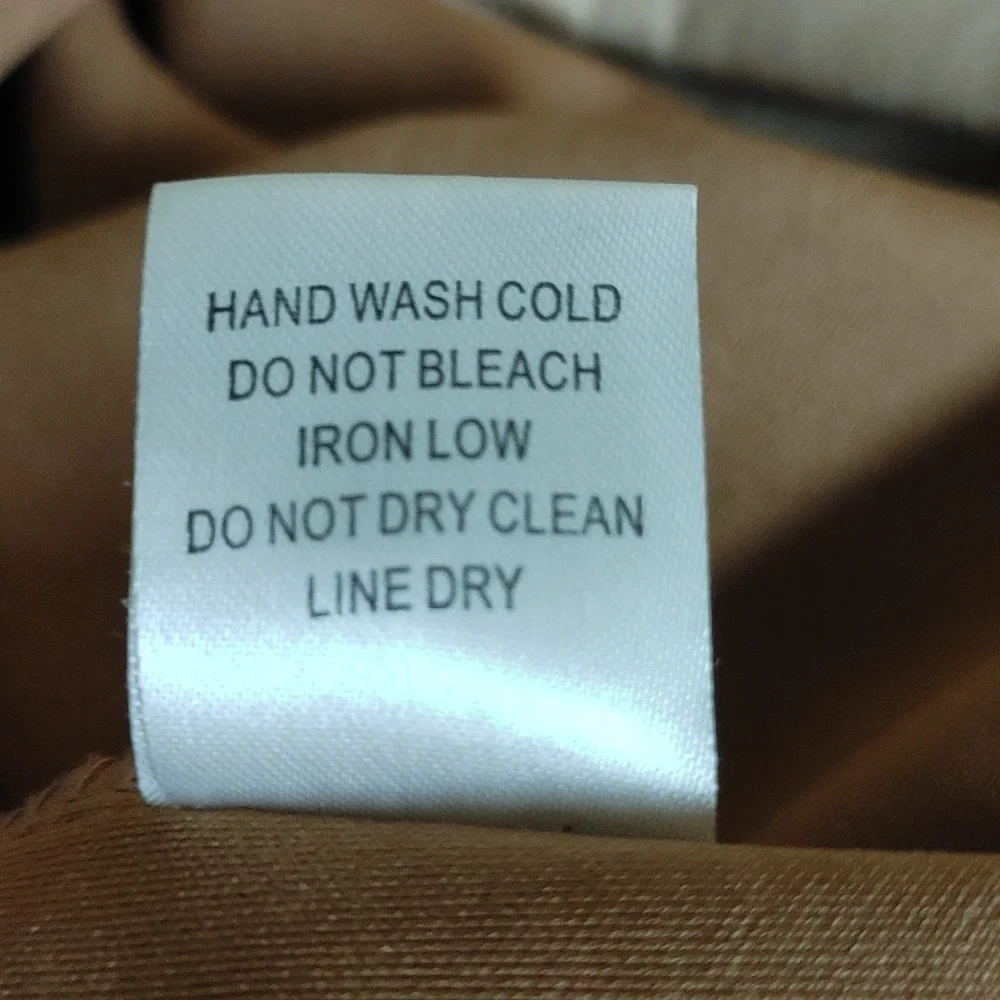 HAND WASH COLD
DO NOT BLEACH
IRON LOW
DO NOT DRY CLEAN
LINE DRY